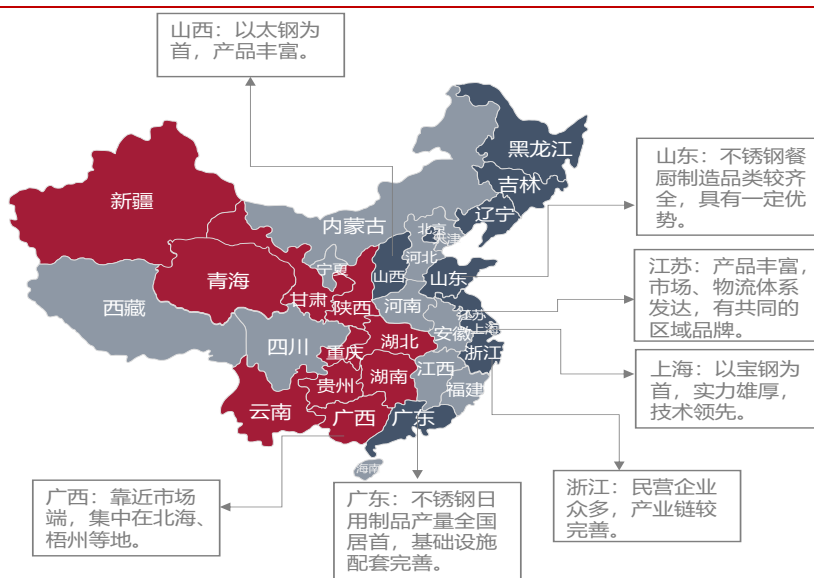 山西：以太钢为
首，产品丰富。
黑龙江
吉林
辽宁
新疆
内蒙古
北京
天津
河北
山东：不锈钢餐
厨制造品类较齐
全，具有一定优
势。
宁夏
山西
山东
青海
甘肃
陕西
河南
西藏
江苏
安徽
上海
江苏：产品丰富，
市场、物流体系
发达，有共同的
区域品牌。
四川
重庆
湖北
浙江
江西
湖南
贵州
福建
云南
广西
广东
海南
上海：以宝钢为
首，实力雄厚，
技术领先。
广西：靠近市场
端，集中在北海、
梧州等地。
广东：不锈钢日
用制品产量全国
居首，基础设施
配套完善。
浙江：民营企业
众多，产业链较
完善。